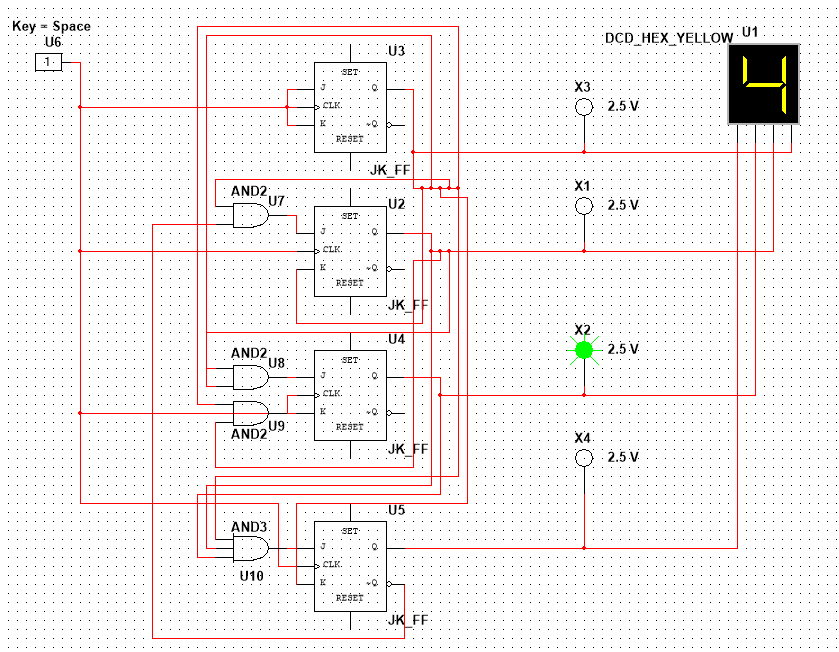 Key = Space
U6
1
DCD_HEX_YELLOW
U1
4
U3
SET
J
Q
CLK
K
~Q
RESET
JK_FF
X3
2.5 V
AND2
U7
U2
SET
J
Q
CLK
K
~Q
RESET
JK_FF
X1
2.5 V
AND2
U8
U9
AND2
U4
SET
J
Q
CLK
K
~Q
RESET
JK_FF
X2
2.5 V
AND3
U10
U5
SET
J
Q
CLK
K
~Q
RESET
JK_FF
X4
2.5 V